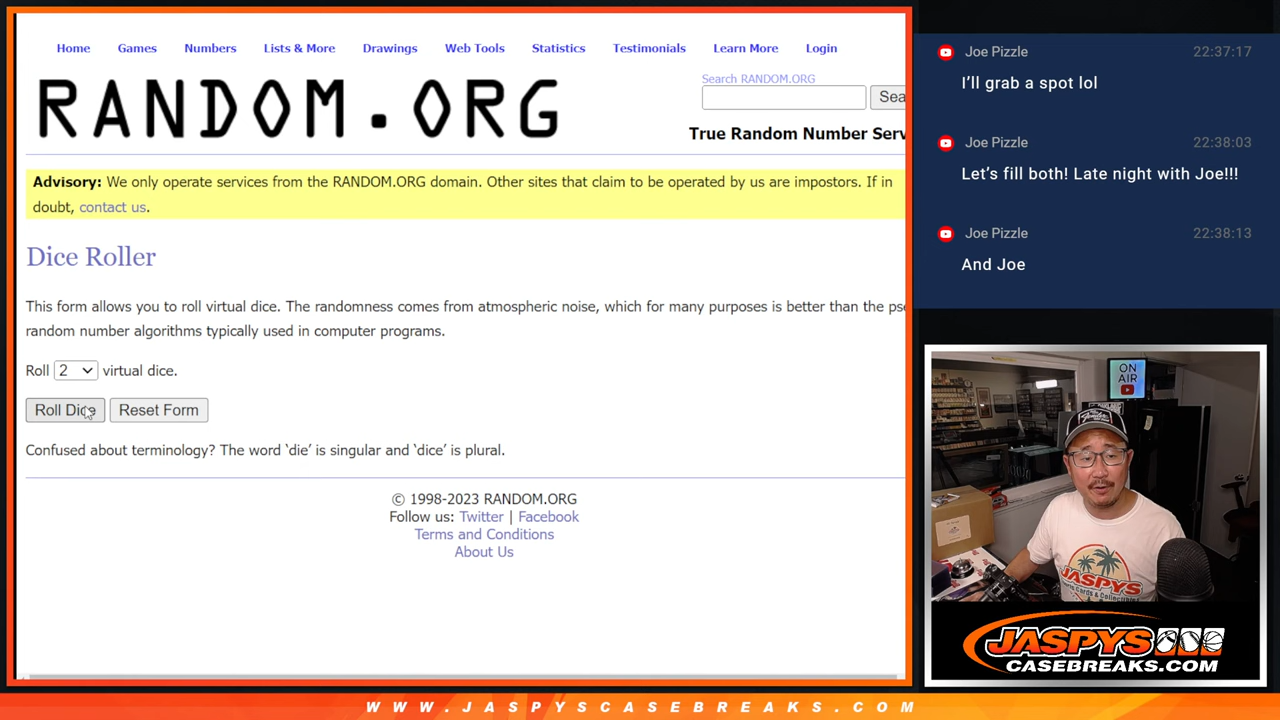 Home Games Numbers Lists & More Drawings Web Tools Statistics Testimonials Learn More Login
RANDOM.ORG
Search RANDOM.ORG
Sea
True Random Number Serv
Advisory: We only operate services from the RANDOM.ORG domain. Other sites that claim to be operated by us are impostors. If in
doubt, contact us.
Dice Roller
This form allows you to roll virtual dice. The randomness comes from atmospheric noise, which for many purposes is better than the pse
random number algorithms typically used in computer programs.
Roll 2 virtual dice.
Roll Dice Reset Form
Confused about terminology? The word ‘die’ is singular and ‘dice’ is plural.
© 1998-2023 RANDOM.ORG
Follow us: Twitter | Facebook
Terms and Conditions
About Us
Joe Pizzle 22:37:17
I’ll grab a spot lol
Joe Pizzle 22:38:03
Let’s fill both! Late night with Joe!!!
Joe Pizzle 22:38:13
And Joe
ON
AIR
Fender
JASPYS
JASPYS
CASEBREAKS.COM
WWW.JASPYSCASEBREAKS.COM